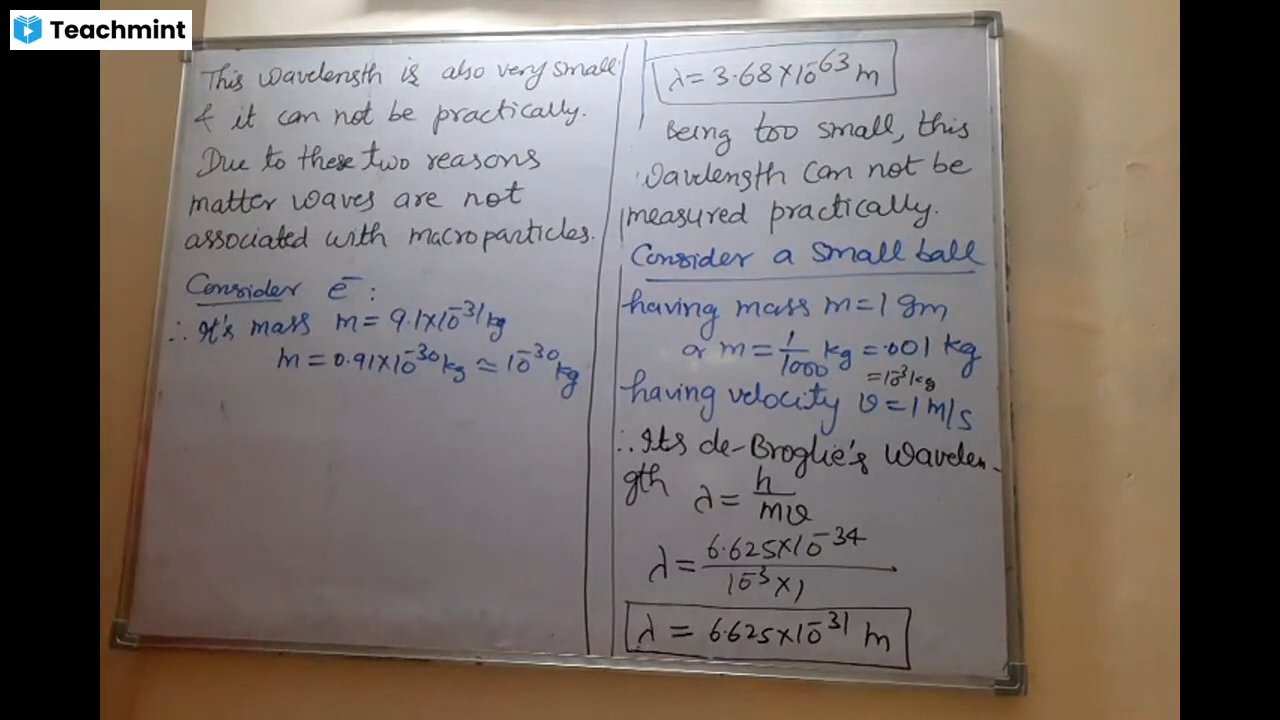 Teachmint
This wavelength is also very small
& it can not be practically.
Due to these two reasons
matter waves are not
associated with macroparticles.
Consider e⁻:
∴ It's mass m = 9.1×10⁻³¹ kg
m = 0.91×10⁻³⁰ kg ≃ 10⁻³⁰ kg
λ = 3.68×10⁻⁶³ m
Being too small, this
wavelength can not be
measured practically.
Consider a small ball
having mass m = 1 gm
or m = 1/1000 kg = .001 kg
= 10⁻³ kg
having velocity v = 1 m/s
∴ Its de-Broglie's wavelen-
gth λ = h/mv
λ = 6.625×10⁻³⁴/10⁻³×1
λ = 6.625×10⁻³¹ m